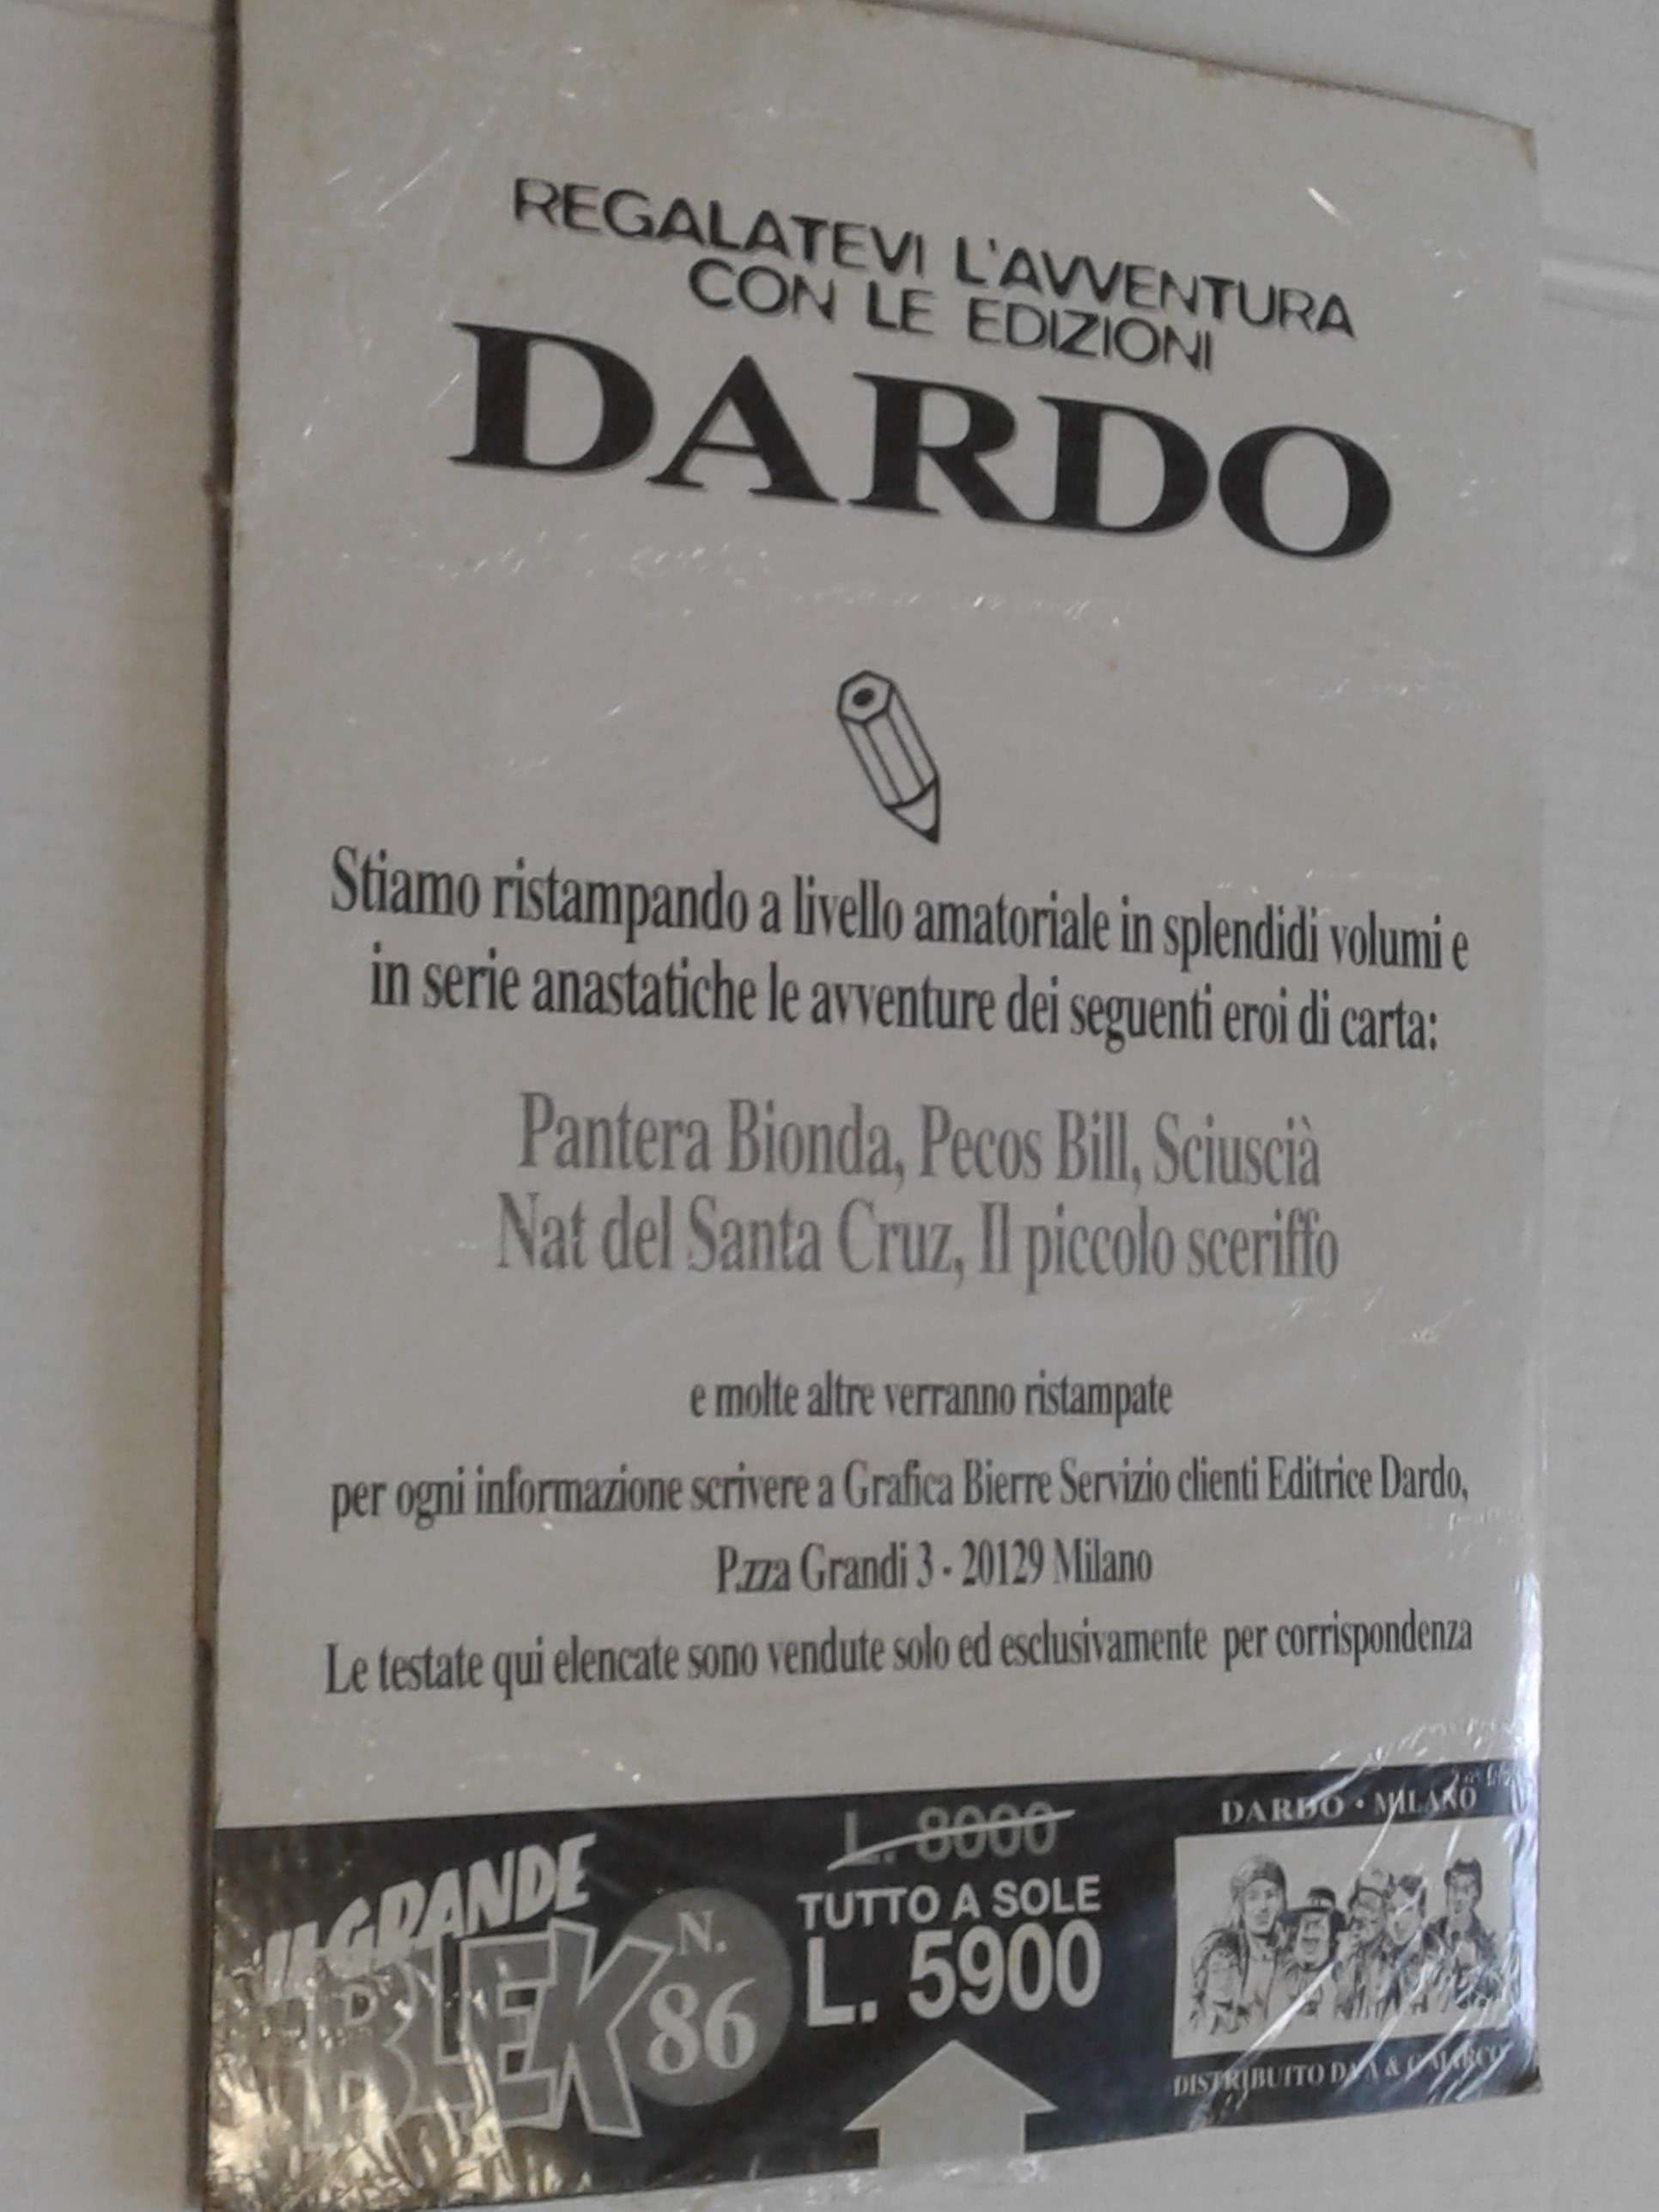 REGALATEVI L'AVVENTURA
CON LE EDIZIONI
DARDO
Stiamo ristampando a livello amatoriale in splendidi volumi e
in serie anastatiche le avventure dei seguenti eroi di carta:
Pantera Bionda, Pecos Bill, Sciuscià
Nat del Santa Cruz, Il piccolo sceriffo
e molte altre verranno ristampate
per ogni informazione scrivere a Grafica Bierre Servizio clienti Editrice Dardo,
P.zza Grandi 3 - 20129 Milano
Le testate qui elencate sono vendute solo ed esclusivamente per corrispondenza
IL GRANDE
BLEK
N.
86
L. 8000
TUTTO A SOLE
L. 5900
DARDO • MILANO
DISTRIBUITO DA A & G MARCO